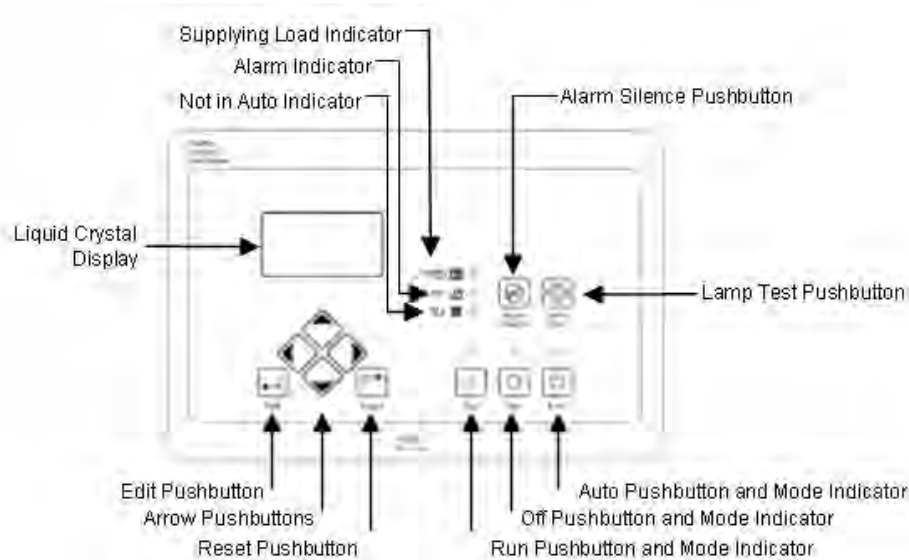 Supplying Load Indicator
Alarm Indicator
Not in Auto Indicator
Alarm Silence Pushbutton
Liquid Crystal
Display
Lamp Test Pushbutton
Edit Pushbutton
Arrow Pushbuttons
Reset Pushbutton
Auto Pushbutton and Mode Indicator
Off Pushbutton and Mode Indicator
Run Pushbutton and Mode Indicator